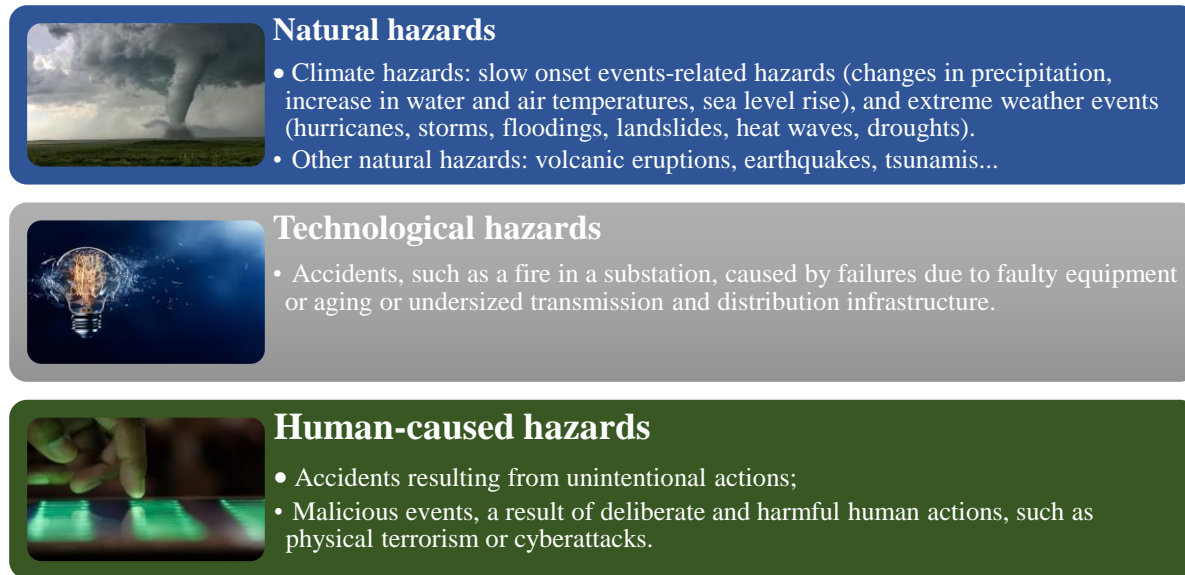 Natural hazards
• Climate hazards: slow onset events-related hazards (changes in precipitation,
increase in water and air temperatures, sea level rise), and extreme weather events
(hurricanes, storms, floodings, landslides, heat waves, droughts).
• Other natural hazards: volcanic eruptions, earthquakes, tsunamis...
Technological hazards
• Accidents, such as a fire in a substation, caused by failures due to faulty equipment
or aging or undersized transmission and distribution infrastructure.
Human-caused hazards
• Accidents resulting from unintentional actions;
• Malicious events, a result of deliberate and harmful human actions, such as
physical terrorism or cyberattacks.